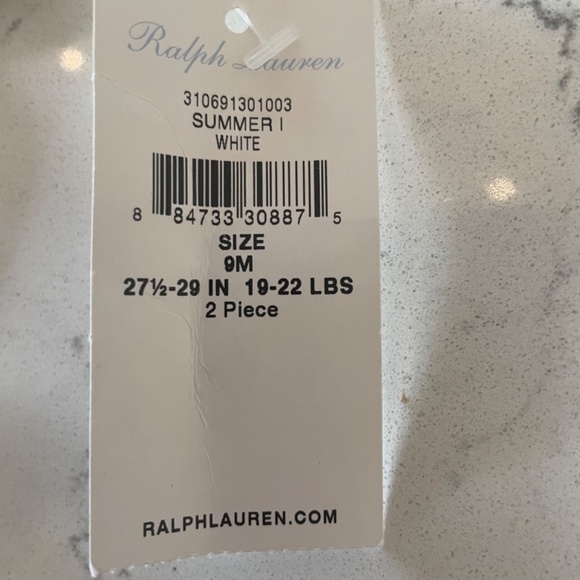 Ralph Lauren
310691301003
SUMMER I
WHITE
8 84733 30887 5
SIZE
9M
27½-29 IN 19-22 LBS
2 Piece
RALPHLAUREN.COM